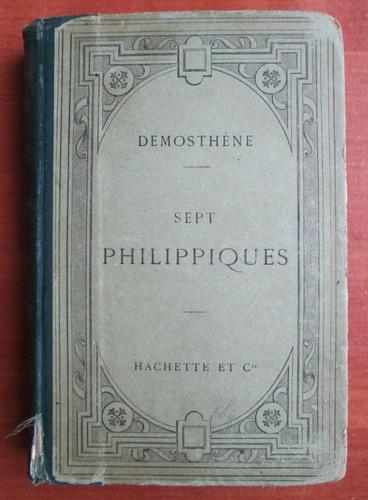 DEMOSTHÈNE
SEPT
PHILIPPIQUES
HACHETTE ET Cie